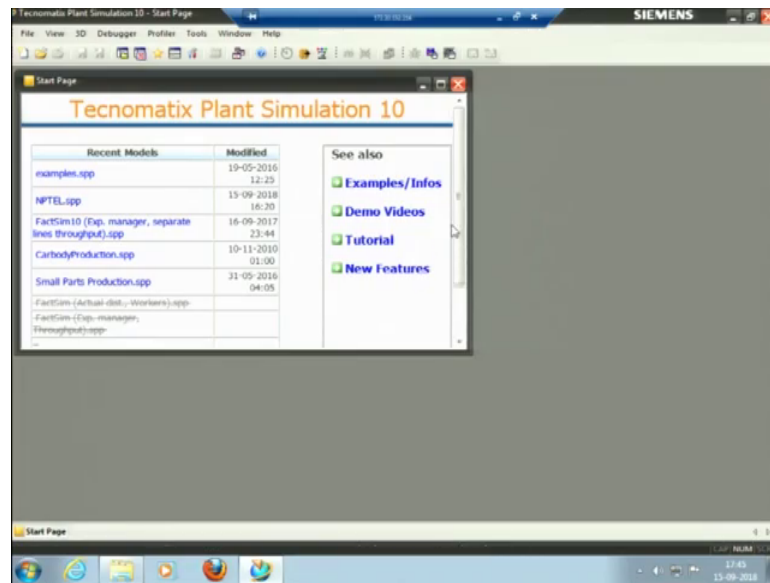 Tecnomatix Plant Simulation 10 - Start Page
SIEMENS
File View 3D Debugger Profiler Tools Window Help
Start Page
Tecnomatix Plant Simulation 10
Recent Models Modified
examples.spp 19-05-2016
12:25
NPTEL.spp 15-09-2018
16:20
FactSim10 (Exp. manager, separate
lines throughput).spp 16-09-2017
23:44
CarbodyProduction.spp 10-11-2010
01:00
Small Parts Production.spp 31-05-2016
04:05
FactSim (Actual dist., Workers).spp
FactSim (Exp. manager,
Throughput).spp
See also
Examples/Infos
Demo Videos
Tutorial
New Features
Start Page
CAP NUM
17:45
15-09-2018